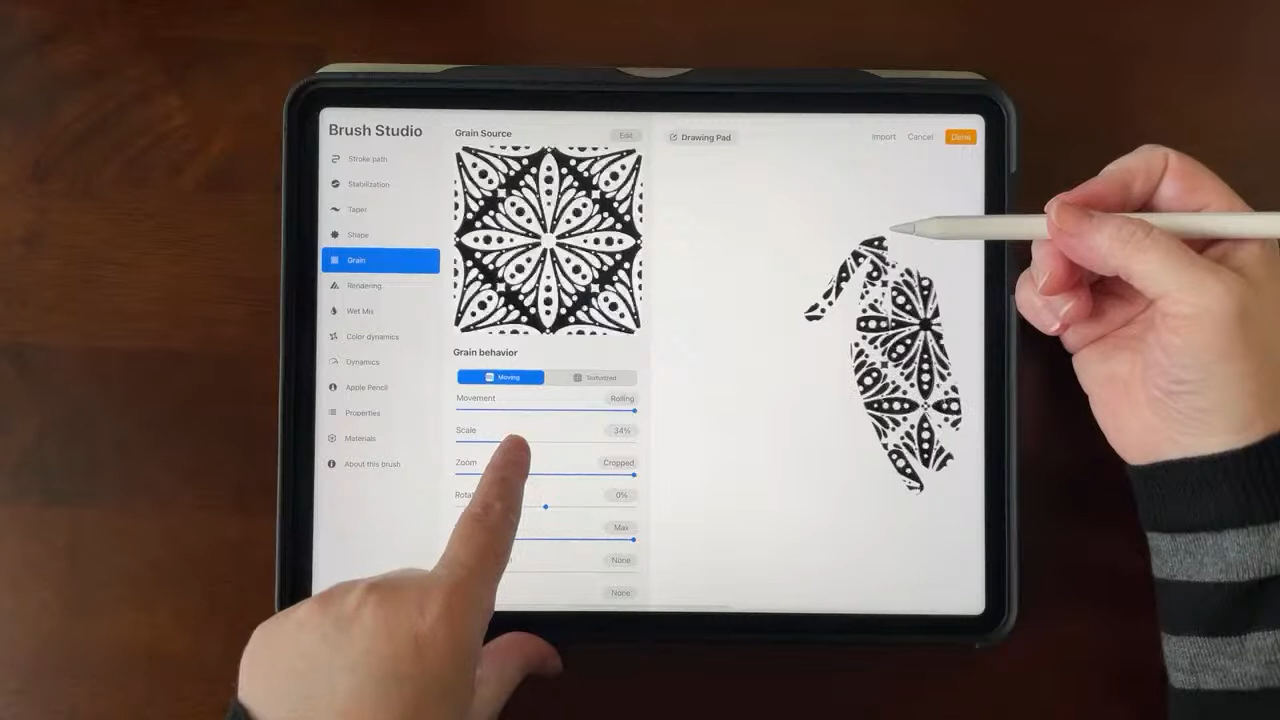 Brush Studio
Stroke path
Stabilization
Taper
Shape
Grain
Rendering
Wet Mix
Color dynamics
Dynamics
Apple Pencil
Properties
Materials
About this brush
Grain Source
Edit
Grain behavior
Moving
Texturized
Movement
Rolling
Scale
34%
Zoom
Cropped
0%
Max
None
None
Drawing Pad
Import
Cancel
Done